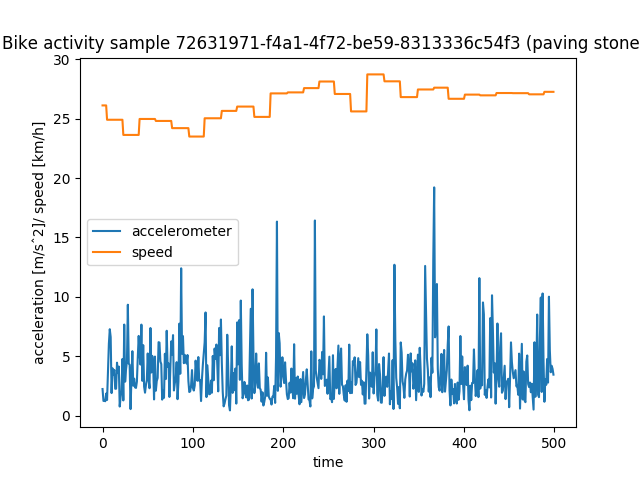 Bike activity sample 72631971-f4a1-4f72-be59-8313336c54f3 (paving stone
acceleration [m/s^2]/ speed [km/h]
30
25
20
15
10
5
0
accelerometer
speed
0 100 200 300 400 500
time